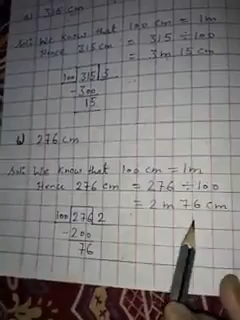 a) 315 cm
Sol: We know that 100 cm = 1m
Hence 315 cm = 315 ÷ 100
= 3m 15 cm
100 315 3
-300
15
b) 276 cm
Sol: We know that 100 cm = 1m
Hence 276 cm = 276 ÷ 100
= 2 m 76 cm
100 276 2
-200
76